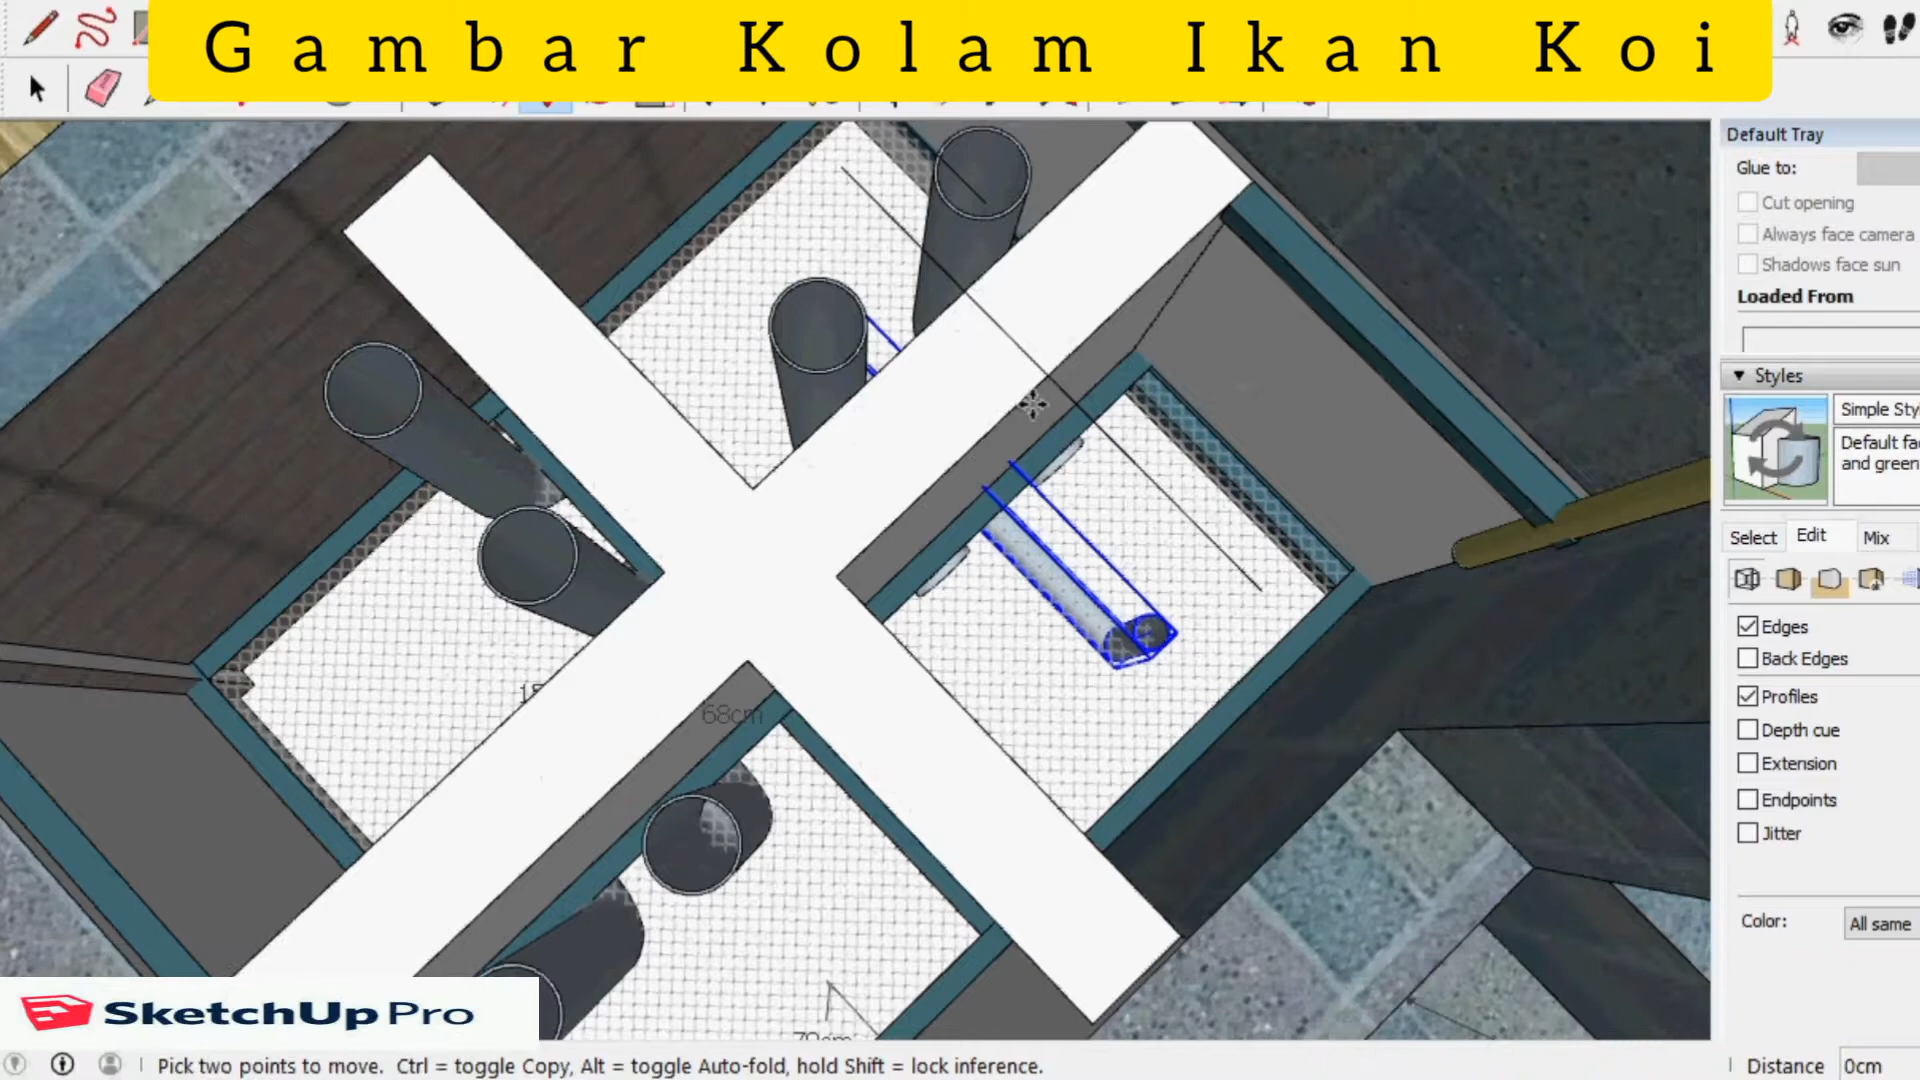 Gambar Kolam Ikan Koi
Default Tray
Glue to:
Cut opening
Always face camera
Shadows face sun
Loaded From
Styles
Simple Sty
Default fa
and green
Select Edit Mix
Edges
Back Edges
Profiles
Depth cue
Extension
Endpoints
Jitter
Color: All same
68cm
SketchUp Pro
Pick two points to move. Ctrl = toggle Copy, Alt = toggle Auto-fold, hold Shift = lock inference.
Distance 0cm